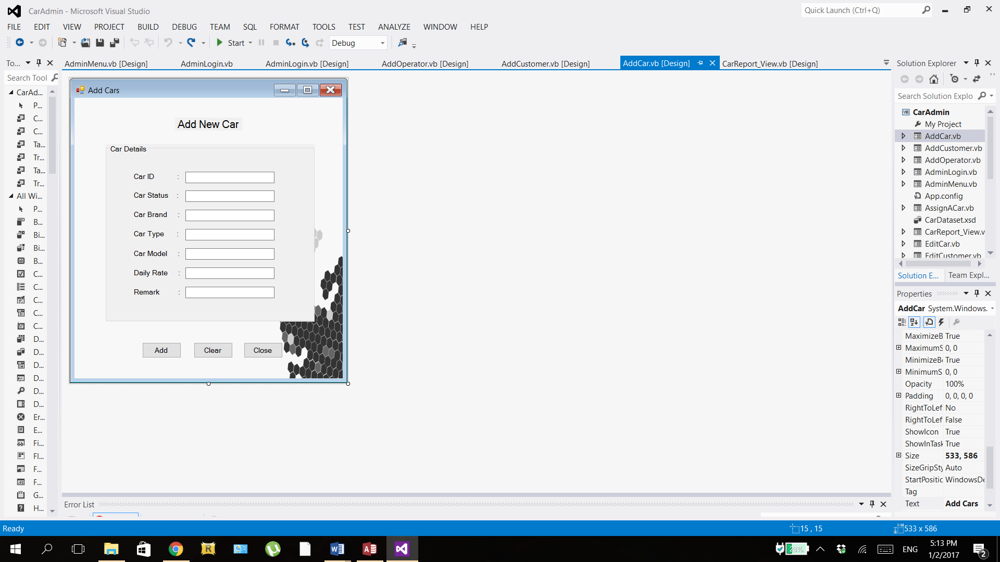 CarAdmin - Microsoft Visual Studio
Quick Launch (Ctrl+Q)
FILE EDIT VIEW PROJECT BUILD DEBUG TEAM SQL FORMAT TOOLS TEST ANALYZE WINDOW HELP
Start Debug
To... AdminMenu.vb [Design] AdminLogin.vb AdminLogin.vb [Design] AddOperator.vb [Design] AddCustomer.vb [Design] AddCar.vb [Design] CarReport_View.vb [Design]
Search Tool
CarAd...
P...
C...
C...
Ta...
Tr...
Ta...
Tr...
All Wi...
P...
B...
Bi...
Bi...
B...
C...
C...
C...
C...
C...
D...
D...
D...
D...
D...
D...
Er...
E...
Fi...
Fl...
F...
F...
G...
H...
Add Cars
Add New Car
Car Details
Car ID :
Car Status :
Car Brand :
Car Type :
Car Model :
Daily Rate :
Remark :
Add Clear Close
Error List
Solution Explorer
Search Solution Explo
CarAdmin
My Project
AddCar.vb
AddCustomer.vb
AddOperator.vb
AdminLogin.vb
AdminMenu.vb
App.config
AssignACar.vb
CarDataset.xsd
CarReport_View.v
EditCar.vb
EditCustomer.vb
Solution E... Team Expl...
Properties
AddCar System.Windows.
MaximizeB True
MaximumS 0, 0
MinimizeB True
MinimumS 0, 0
Opacity 100%
Padding 0, 0, 0, 0
RightToLef No
RightToLef False
ShowIcon True
ShowInTask True
Size 533, 586
SizeGripSty Auto
StartPositic WindowsDe
Tag
Text Add Cars
Ready 15 , 15 533 x 586
28% ENG 5:13 PM
1/2/2017
2